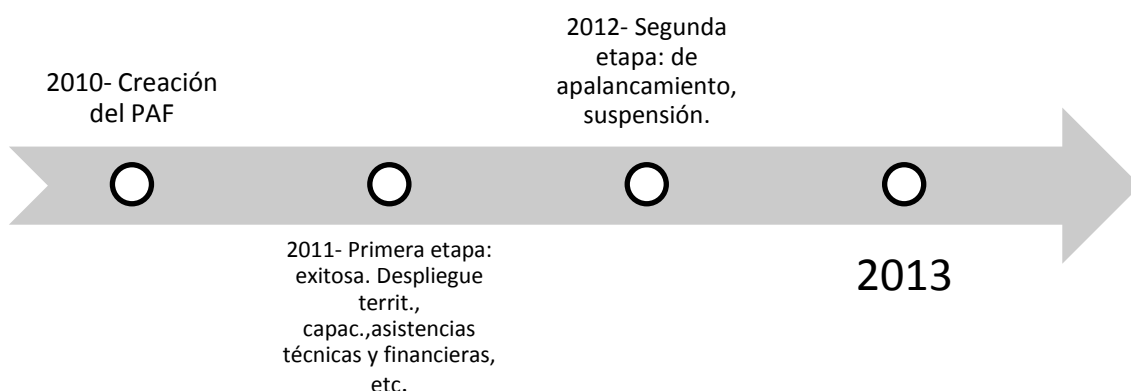 2010- Creación
del PAF
2011- Primera etapa:
exitosa. Despliegue
territ.,
capac.,asistencias
técnicas y financieras,
etc.
2012- Segunda
etapa: de
apalancamiento,
suspensión.
2013